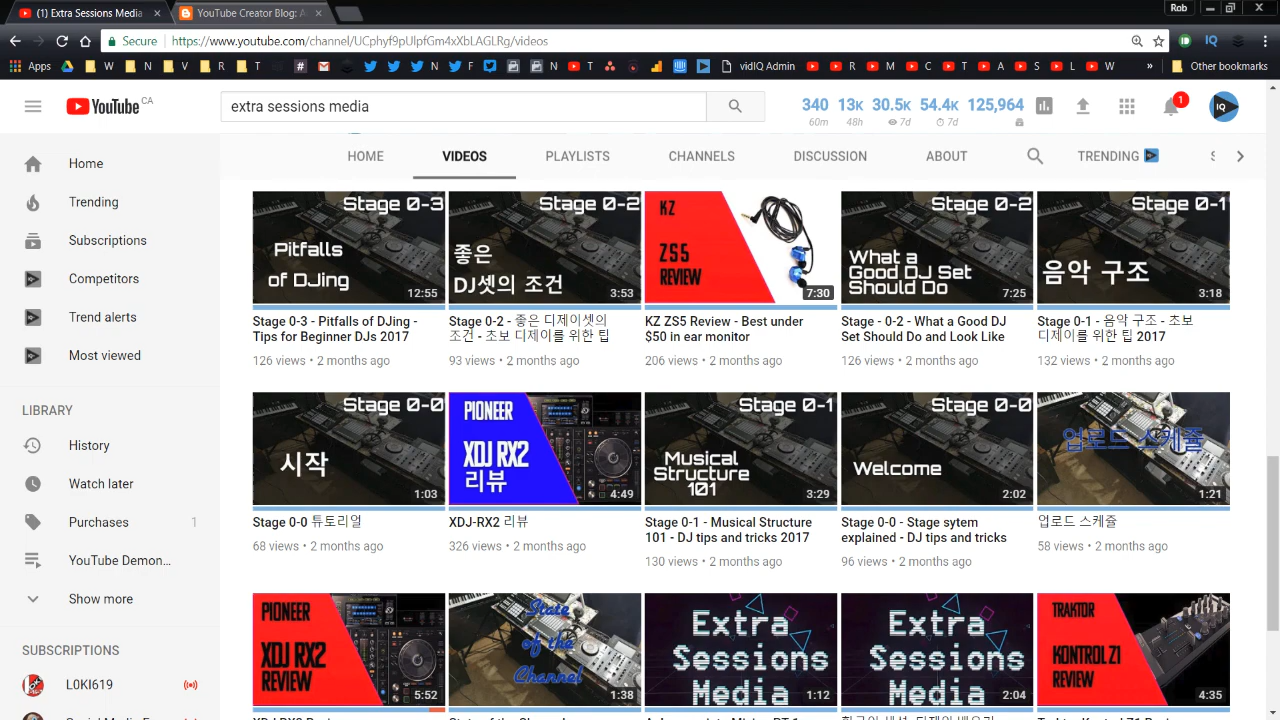 (1) Extra Sessions Media
YouTube Creator Blog: A
Rob
Secure
https://www.youtube.com/channel/UCphyf9pUlpfGm4xXbLAGLRg/videos
IQ
Apps
W
N
V
R
T
#
N
F
N
T
vidIQ Admin
Y
R
M
C
T
A
S
L
W
»
Other bookmarks
YouTube CA
extra sessions media
340 13K 30.5K 54.4K 125,964
60m 48h 7d 7d
1
IQ
HOME
VIDEOS
PLAYLISTS
CHANNELS
DISCUSSION
ABOUT
TRENDING
Home
Trending
Subscriptions
Competitors
Trend alerts
Most viewed
LIBRARY
History
Watch later
Purchases 1
YouTube Demon...
Show more
SUBSCRIPTIONS
L0KI619
Stage 0-3
Pitfalls
of DJing
12:55
Stage 0-3 - Pitfalls of DJing -
Tips for Beginner DJs 2017
126 views • 2 months ago
Stage 0-2
좋은
DJ셋의 조건
3:53
Stage 0-2 - 좋은 디제이셋의
조건 - 초보 디제이를 위한 팁
93 views • 2 months ago
KZ
ZS5
REVIEW
7:30
KZ ZS5 Review - Best under
$50 in ear monitor
206 views • 2 months ago
Stage 0-2
What a
Good DJ Set
Should Do
7:25
Stage - 0-2 - What a Good DJ
Set Should Do and Look Like
126 views • 2 months ago
Stage 0-1
음악 구조
3:18
Stage 0-1 - 음악 구조 - 초보
디제이를 위한 팁 2017
132 views • 2 months ago
Stage 0-0
시작
1:03
Stage 0-0 튜토리얼
68 views • 2 months ago
PIONEER
XDJ RX2
리뷰
4:49
XDJ-RX2 리뷰
326 views • 2 months ago
Stage 0-1
Musical
Structure
101
3:29
Stage 0-1 - Musical Structure
101 - DJ tips and tricks 2017
130 views • 2 months ago
Stage 0-0
Welcome
2:02
Stage 0-0 - Stage sytem
explained - DJ tips and tricks
96 views • 2 months ago
업로드 스케쥴
1:21
업로드 스케쥴
58 views • 2 months ago
PIONEER
XDJ RX2
REVIEW
5:52
State
of the
Channel
1:38
Extra
Sessions
Media
1:12
Extra
Sessions
Media
2:04
TRAKTOR
KONTROL Z1
REVIEW
4:35